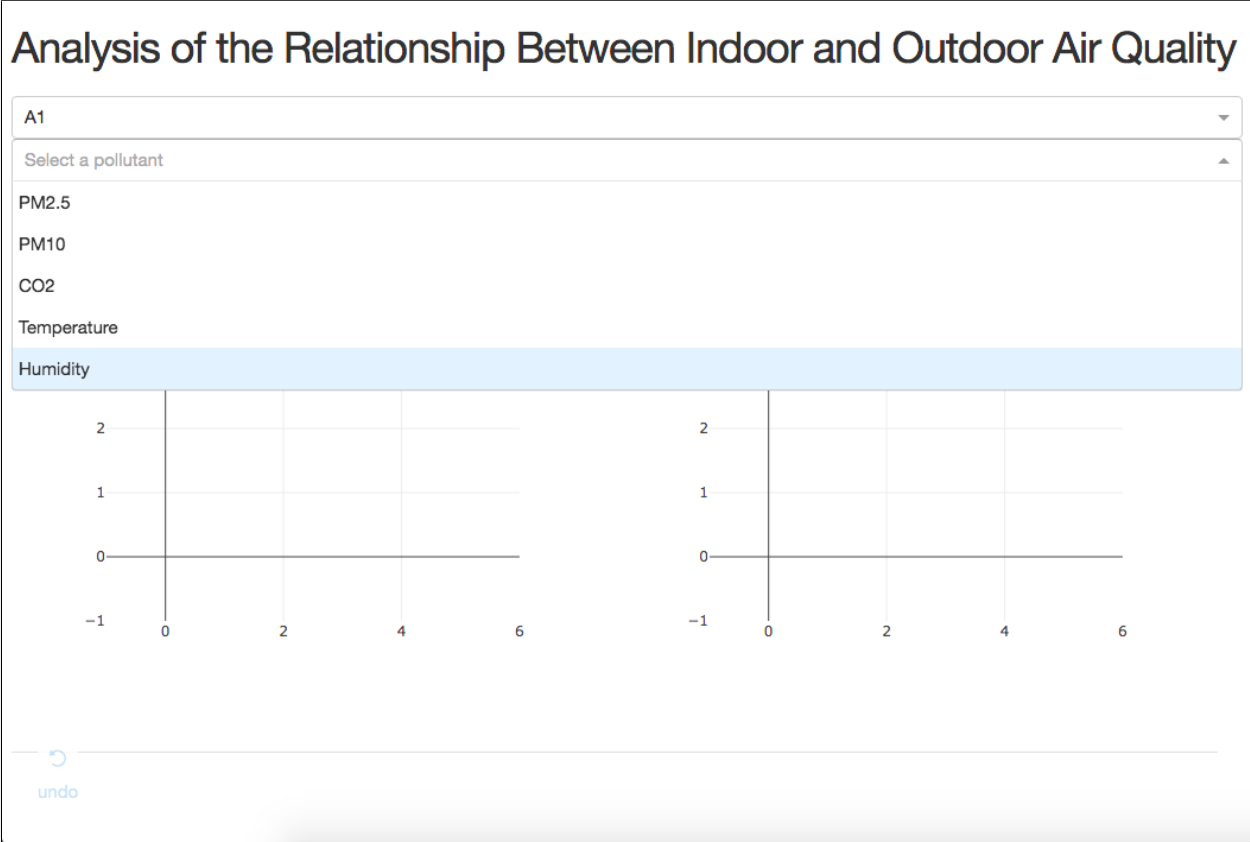 Analysis of the Relationship Between Indoor and Outdoor Air Quality
A1
Select a pollutant
PM2.5
PM10
CO2
Temperature
Humidity
2 2
1 1
0 0
−1 −1
0 2 4 6 0 2 4 6
undo